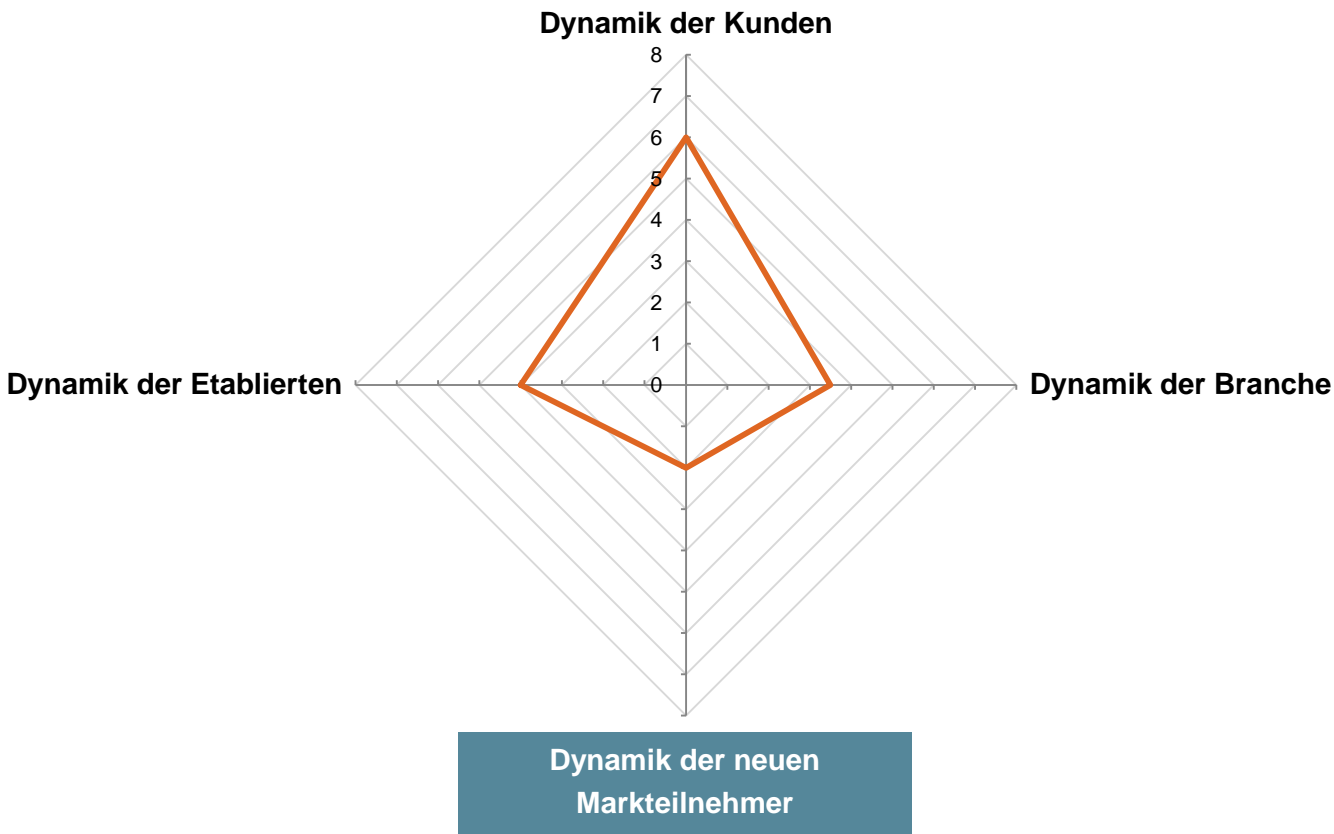 Dynamik der Kunden
8
7
6
5
4
3
2
1
0
Dynamik der Etablierten
Dynamik der Branche
Dynamik der neuen
Markteilnehmer